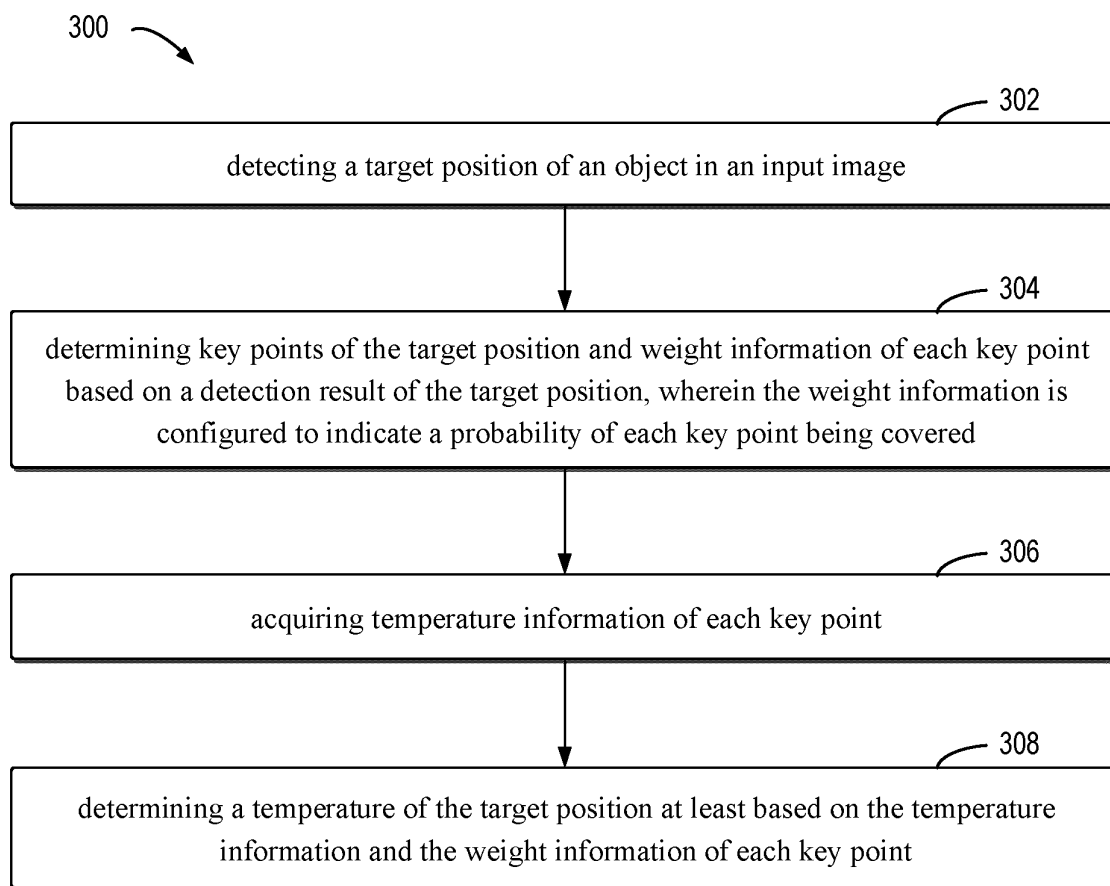 300
302
detecting a target position of an object in an input image
304
determining key points of the target position and weight information of each key point
based on a detection result of the target position, wherein the weight information is
configured to indicate a probability of each key point being covered
306
acquiring temperature information of each key point
308
determining a temperature of the target position at least based on the temperature
information and the weight information of each key point